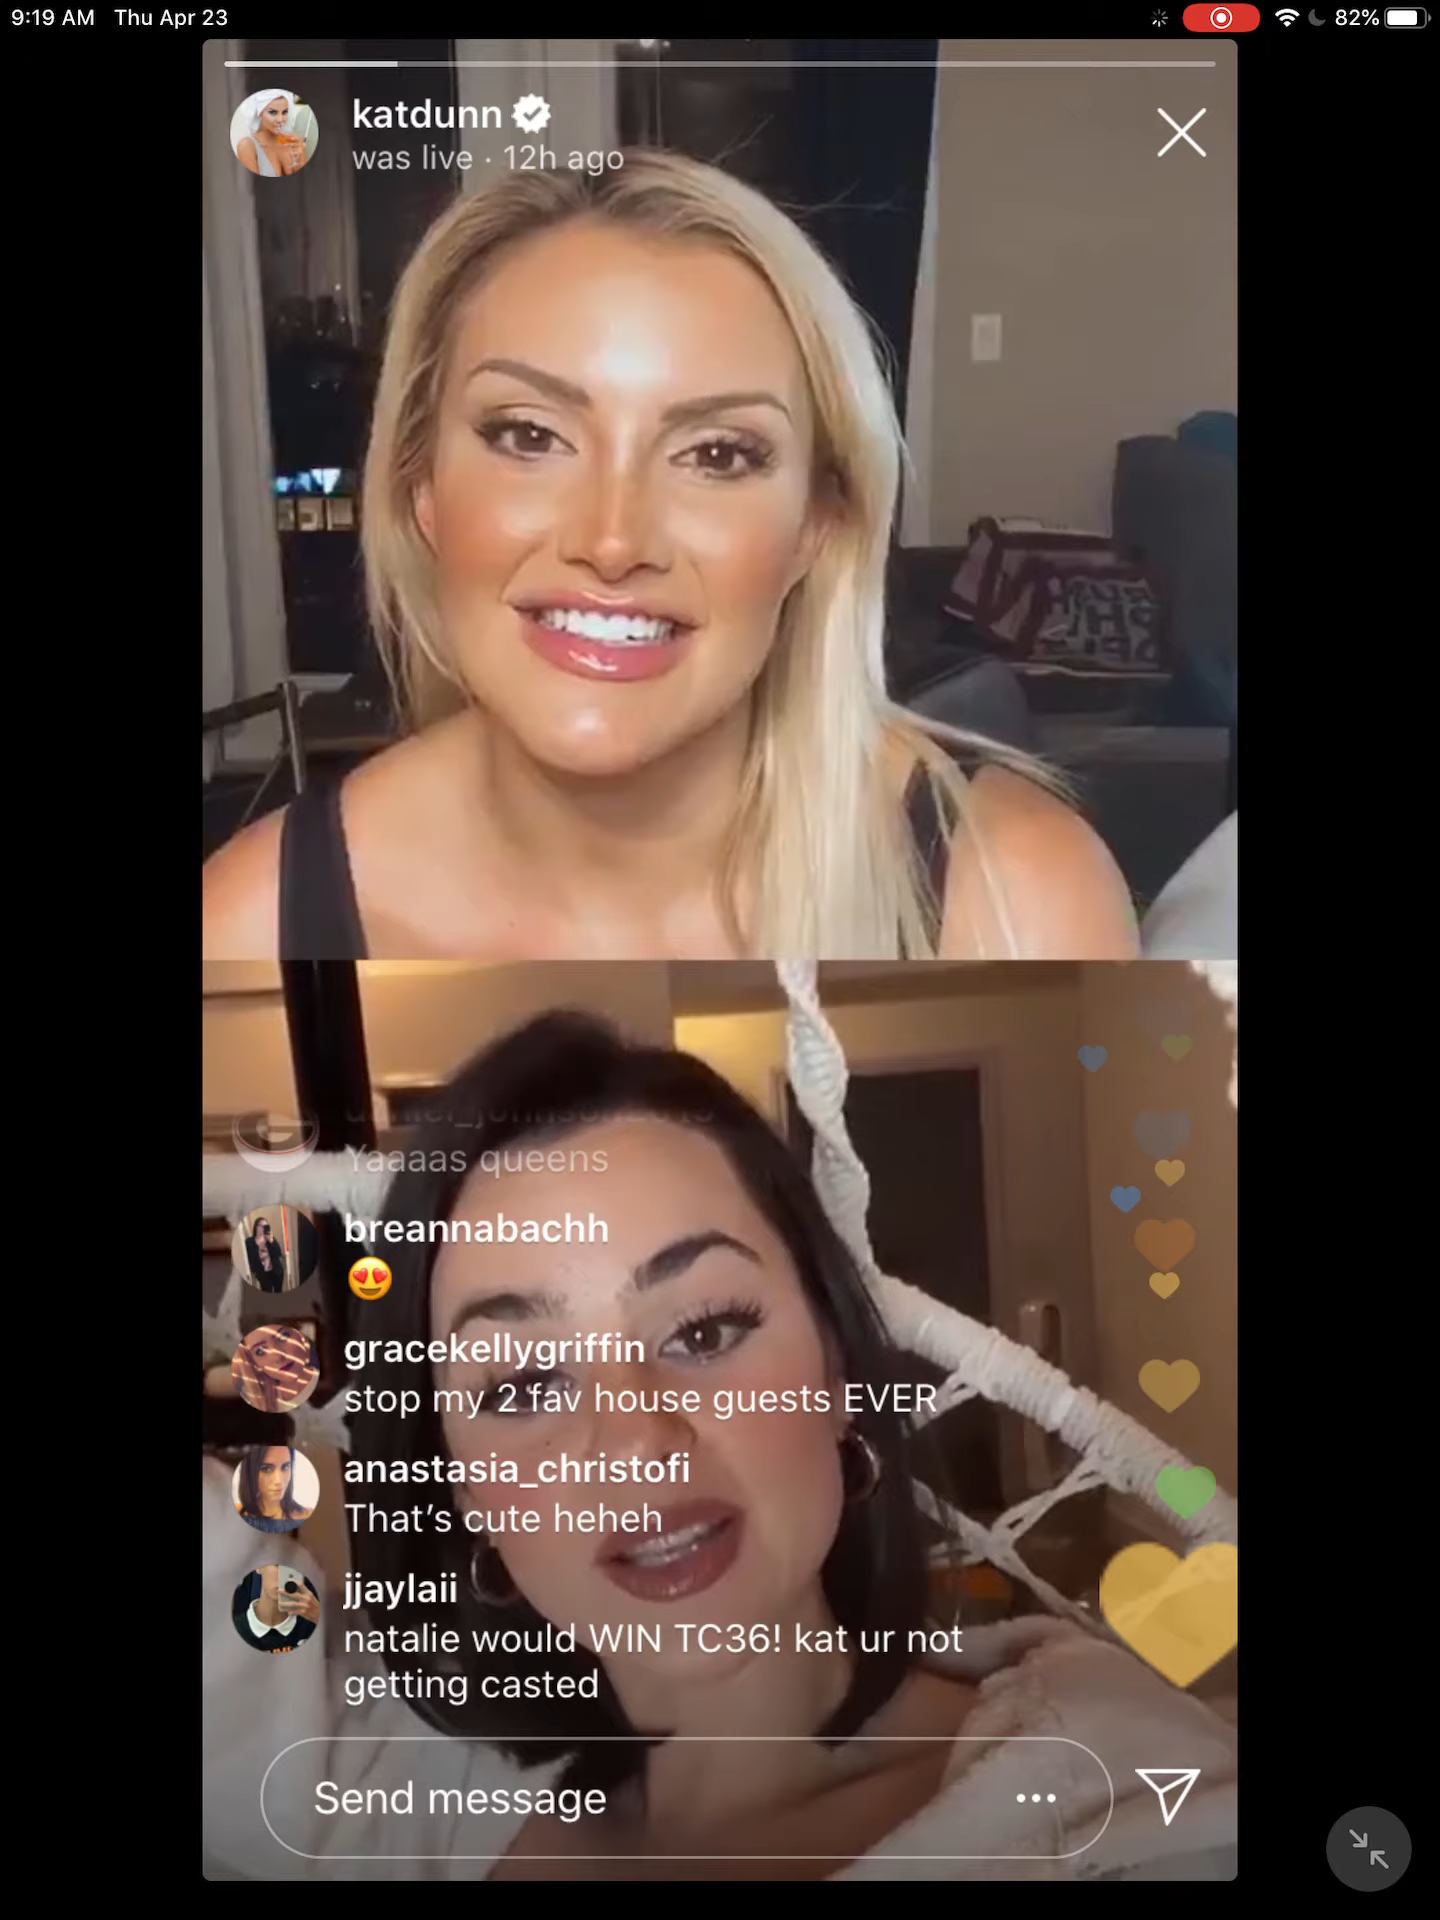 9:19 AM Thu Apr 23
82%
katdunn
was live · 12h ago
Yaaaas queens
breannabachh
😍
gracekellygriffin
stop my 2 fav house guests EVER
anastasia_christofi
That’s cute heheh
jjaylaii
natalie would WIN TC36! kat ur not
getting casted
Send message